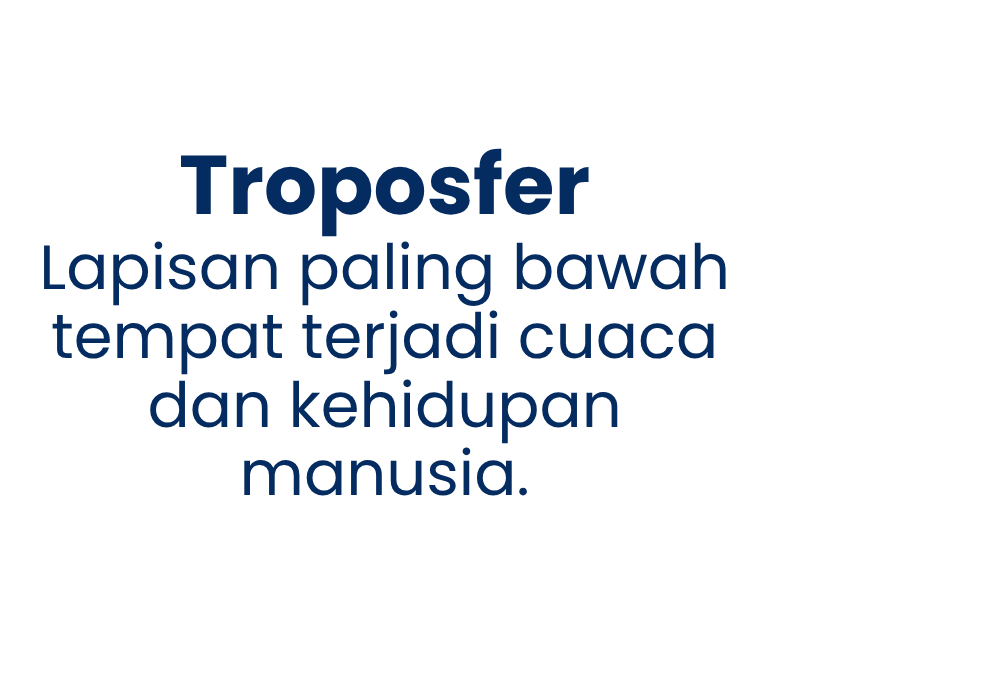 Troposfer
Lapisan paling bawah
tempat terjadi cuaca
dan kehidupan
manusia.